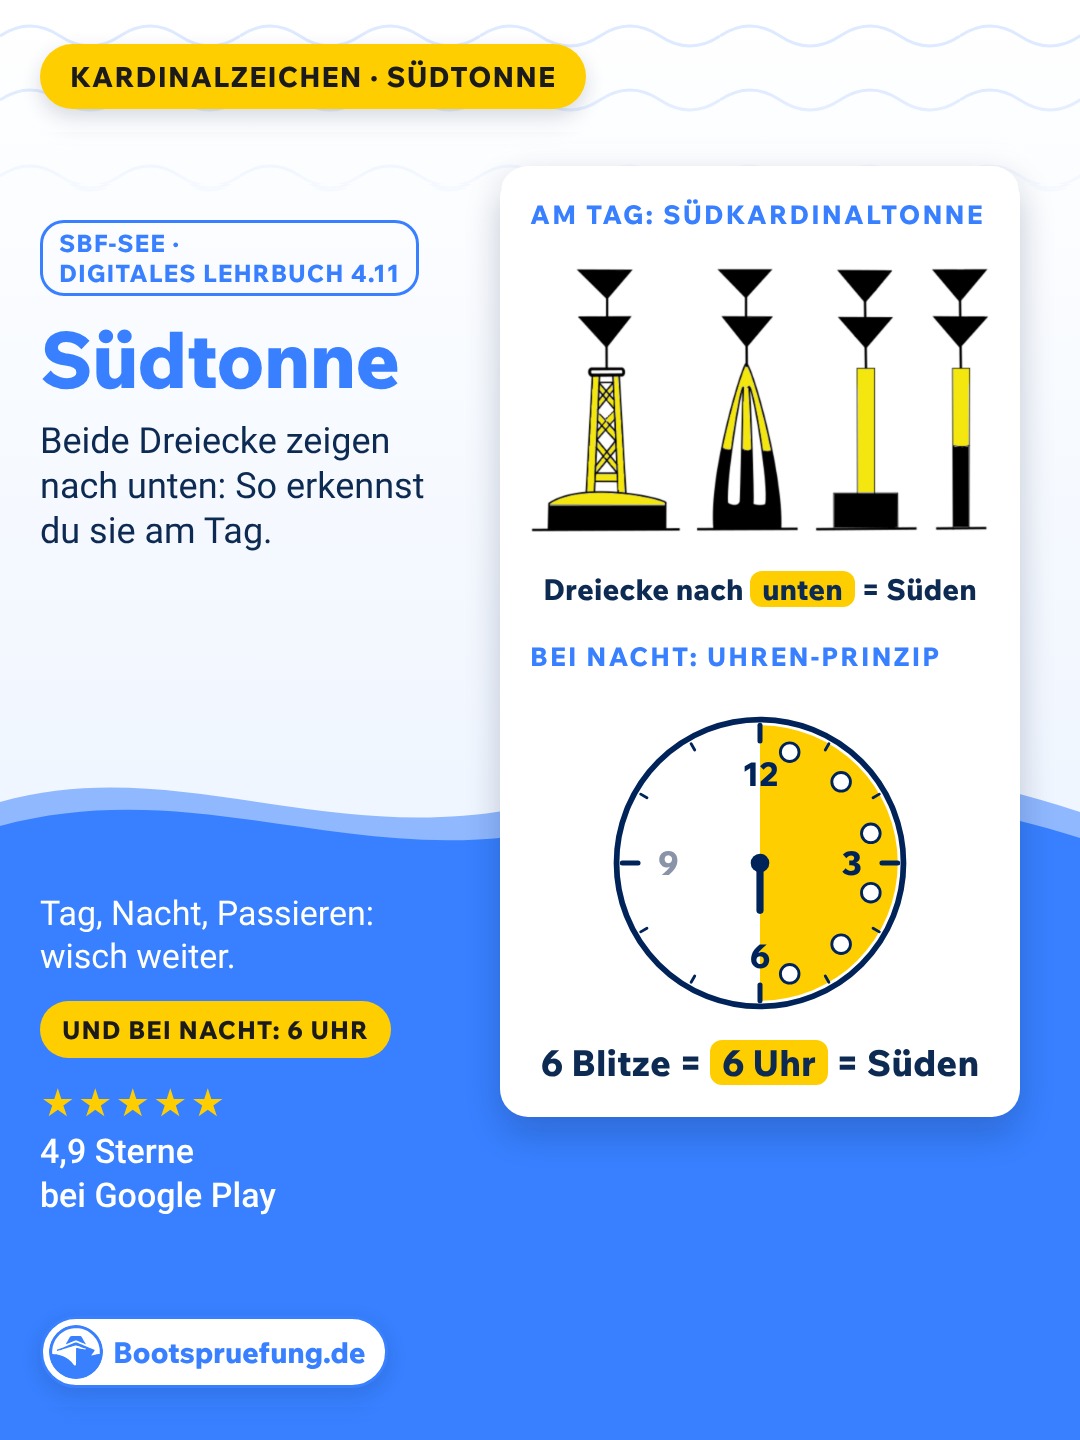 KARDINALZEICHEN · SÜDTONNE
SBF-SEE ·
DIGITALES LEHRBUCH 4.11
Südtonne
Beide Dreiecke zeigen
nach unten: So erkennst
du sie am Tag.
AM TAG: SÜDKARDINALTONNE
Dreiecke nach unten = Süden
BEI NACHT: UHREN-PRINZIP
12
9
3
6
6 Blitze = 6 Uhr = Süden
Tag, Nacht, Passieren:
wisch weiter.
UND BEI NACHT: 6 UHR
★★★★★
4,9 Sterne
bei Google Play
Bootspruefung.de